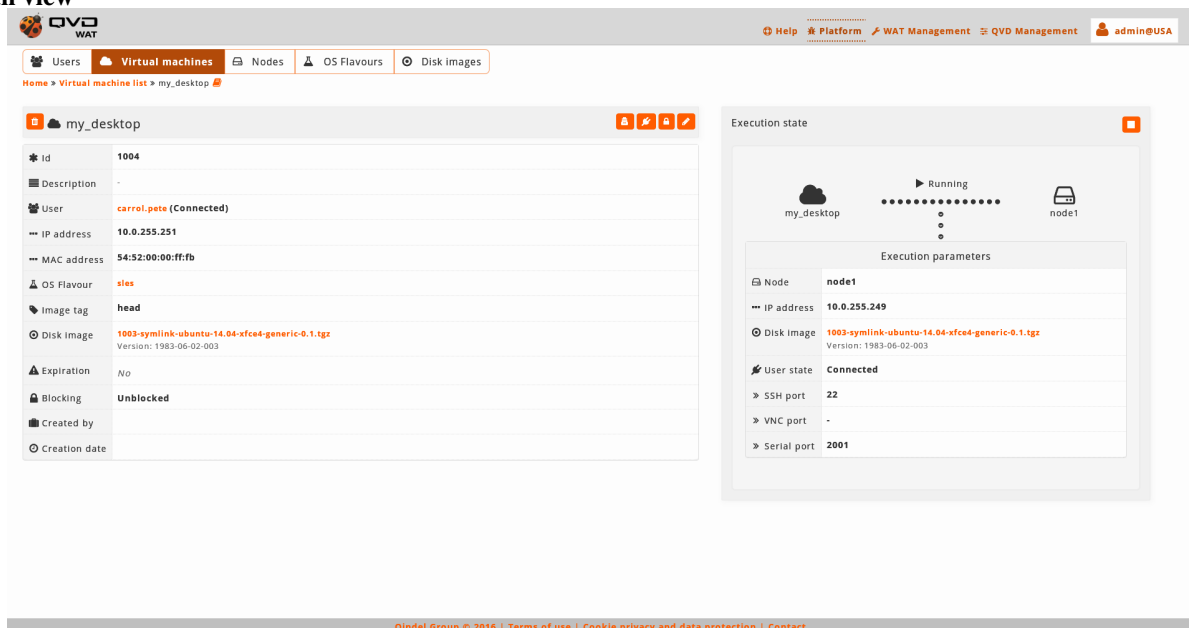 QVD
WAT
Help Platform WAT Management QVD Management admin@USA
Users Virtual machines Nodes OS Flavours Disk images
Home » Virtual machine list » my_desktop
my_desktop
Id 1004
Description -
User carrol.pete (Connected)
IP address 10.0.255.251
MAC address 54:52:00:00:ff:fb
OS Flavour sles
Image tag head
Disk image 1003-symlink-ubuntu-14.04-xfce4-generic-0.1.tgz
Version: 1983-06-02-003
Expiration No
Blocking Unblocked
Created by
Creation date
Execution state
Running
my_desktop node1
Execution parameters
Node node1
IP address 10.0.255.249
Disk image 1003-symlink-ubuntu-14.04-xfce4-generic-0.1.tgz
Version: 1983-06-02-003
User state Connected
» SSH port 22
» VNC port -
» Serial port 2001
Qindel Group © 2016 | Terms of use | Cookie privacy and data protection | Contact